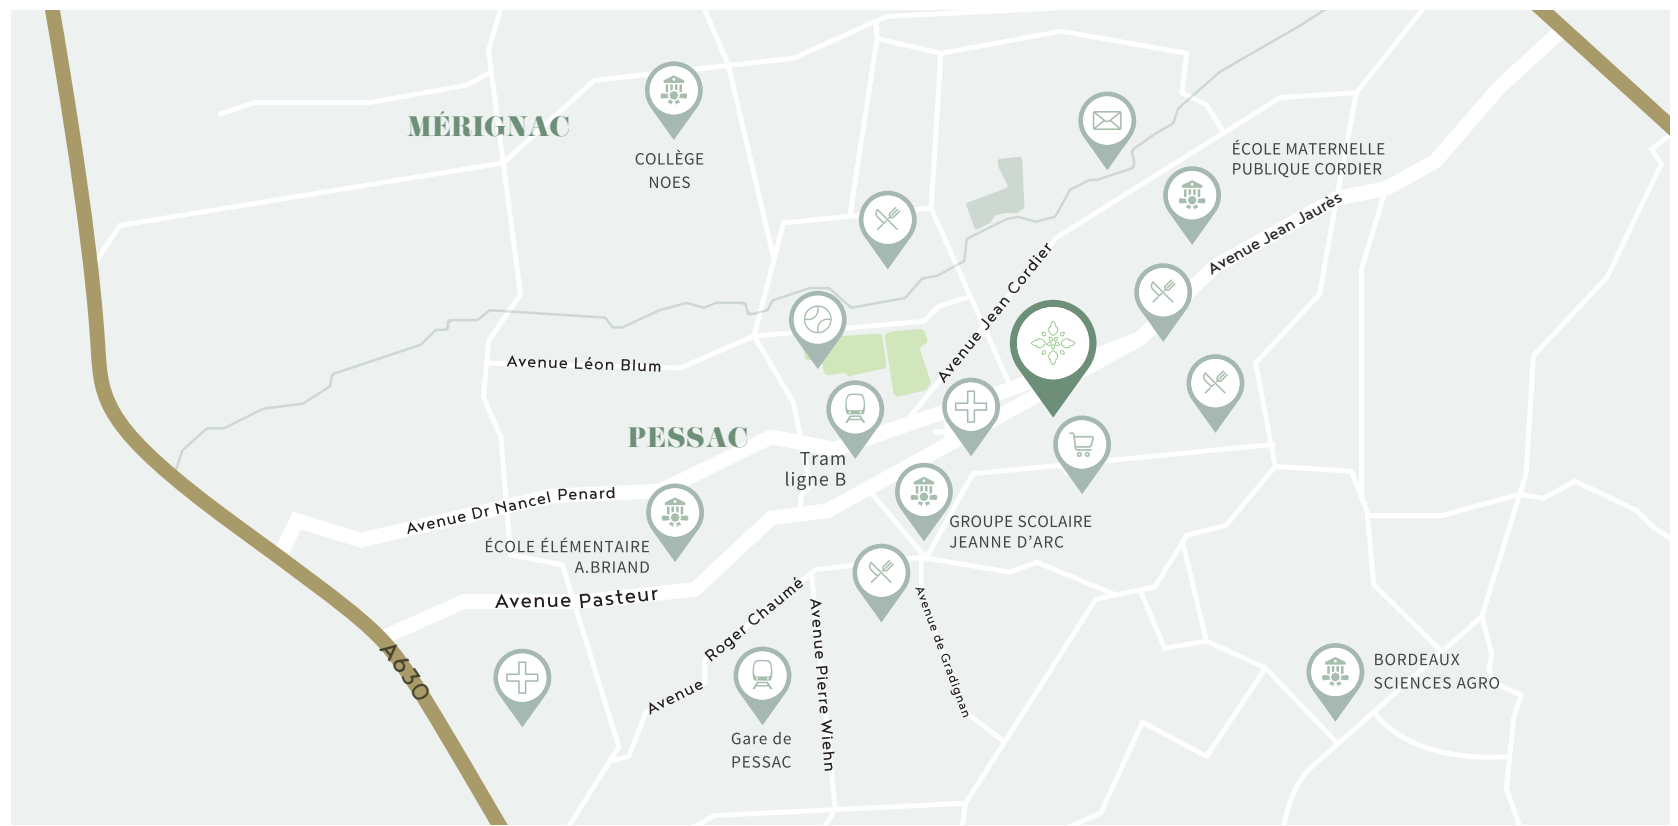 MÉRIGNAC
COLLÈGE
NOES
ÉCOLE MATERNELLE
PUBLIQUE CORDIER
Avenue Jean Jaurès
Avenue Jean Cordier
Avenue Léon Blum
PESSAC
Tram
ligne B
Avenue Dr Nancel Penard
ÉCOLE ÉLÉMENTAIRE
A.BRIAND
GROUPE SCOLAIRE
JEANNE D'ARC
Avenue Pasteur
Avenue Roger Chaumé
Avenue Pierre Wiehn
Avenue de Gradignan
A630
Gare de
PESSAC
BORDEAUX
SCIENCES AGRO